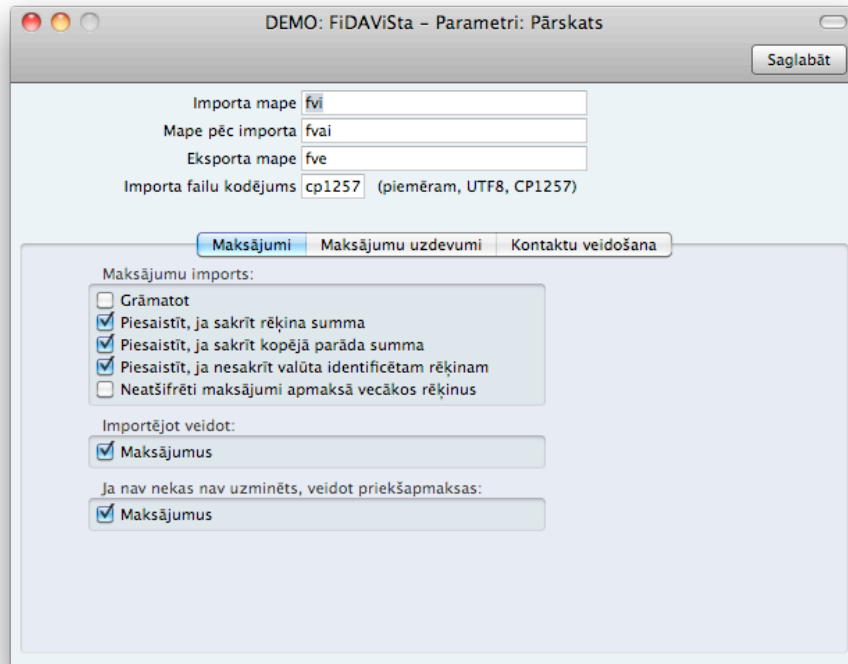 DEMO: FiDAViSta – Parametri: Pārskats
Saglabāt
Importa mape fvi
Mape pēc importa fvai
Eksporta mape fve
Importa failu kodējums cp1257 (piemēram, UTF8, CP1257)
Maksājumi Maksājumu uzdevumi Kontaktu veidošana
Maksājumu imports:
Grāmatot
Piesaistīt, ja sakrīt rēķina summa
Piesaistīt, ja sakrīt kopējā parāda summa
Piesaistīt, ja nesakrīt valūta identificētam rēķinam
Neatšifrēti maksājumi apmaksā vecākos rēķinus
Importējot veidot:
Maksājumus
Ja nav nekas nav uzminēts, veidot priekšapmaksas:
Maksājumus